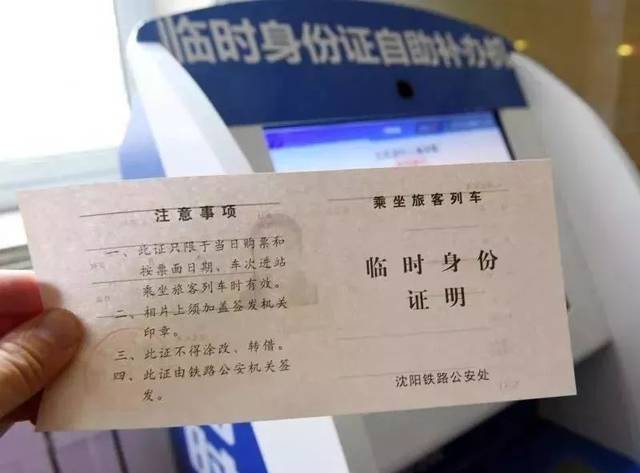 临时身份证自助补办机
注意事项
一、此证只限于当日购票和
按票面日期、车次进站
乘坐旅客列车时有效。
二、相片上须加盖签发机关
印章。
三、此证不得涂改、转借。
四、此证由铁路公安机关签
发。
乘坐旅客列车
临时身份
证明
沈阳铁路公安处